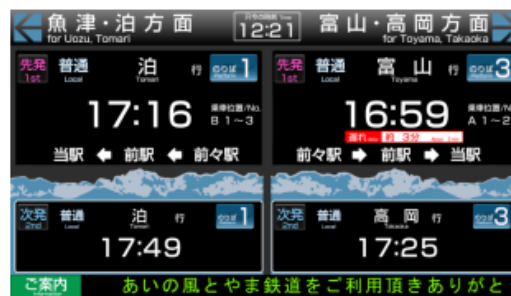 魚津・泊方面
for Uozu, Tomari
12:21
富山・高岡方面
for Toyama, Takaoka
先発
1st
普通
Local
泊 行
Tomari
のりば 1
17:16
乗車位置/No.
B 1～3
当駅 ← 前駅 ← 前々駅
先発
1st
普通
Local
富山 行
Toyama
のりば 3
16:59
乗車位置/No.
A 1～2
遅れ 約 3分
前々駅 → 前駅 → 当駅
次発
2nd
普通
Local
泊 行
Tomari
のりば 1
17:49
次発
2nd
普通
Local
高岡 行
Takaoka
のりば 3
17:25
ご案内
Information
あいの風とやま鉄道をご利用頂きありがと